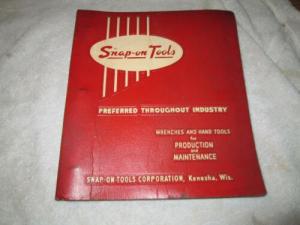 Snap-on Tools
PREFERRED THROUGHOUT INDUSTRY
WRENCHES AND HAND TOOLS
for
PRODUCTION
and
MAINTENANCE
SNAP-ON TOOLS CORPORATION, Kenosha, Wis.